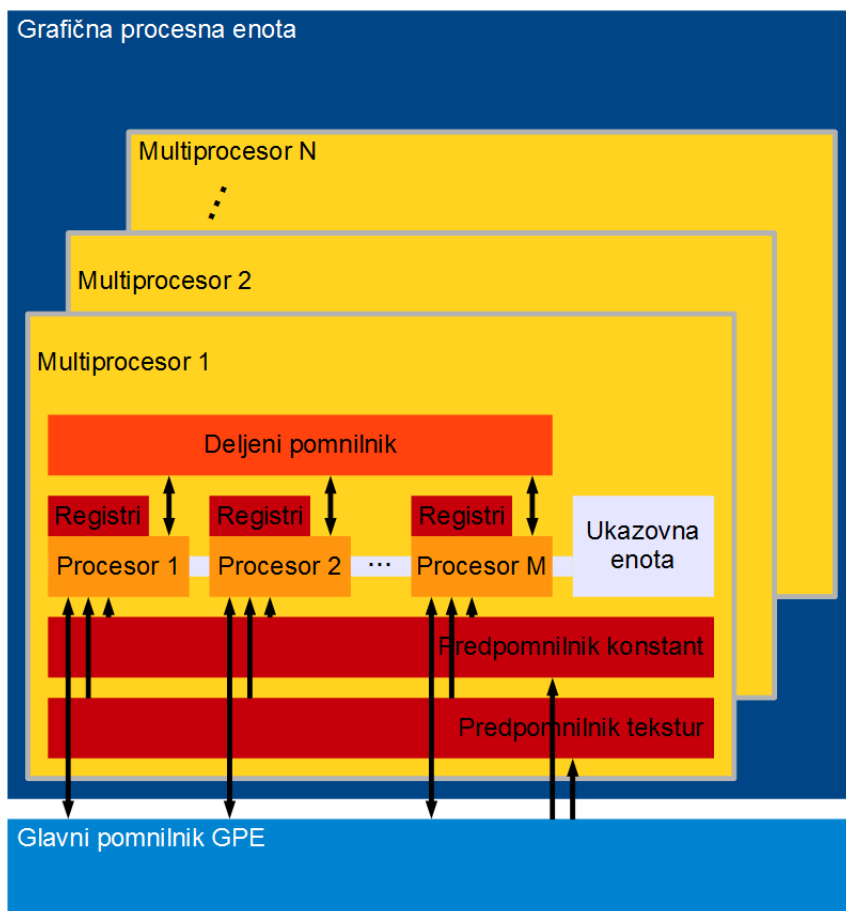 Grafična procesna enota
Multiprocesor N
...
Multiprocesor 2
Multiprocesor 1
Deljeni pomnilnik
Registri
Registri
Registri
Procesor 1
Procesor 2
...
Procesor M
Ukazovna
enota
Predpomnilnik konstant
Predpomnilnik tekstur
Glavni pomnilnik GPE